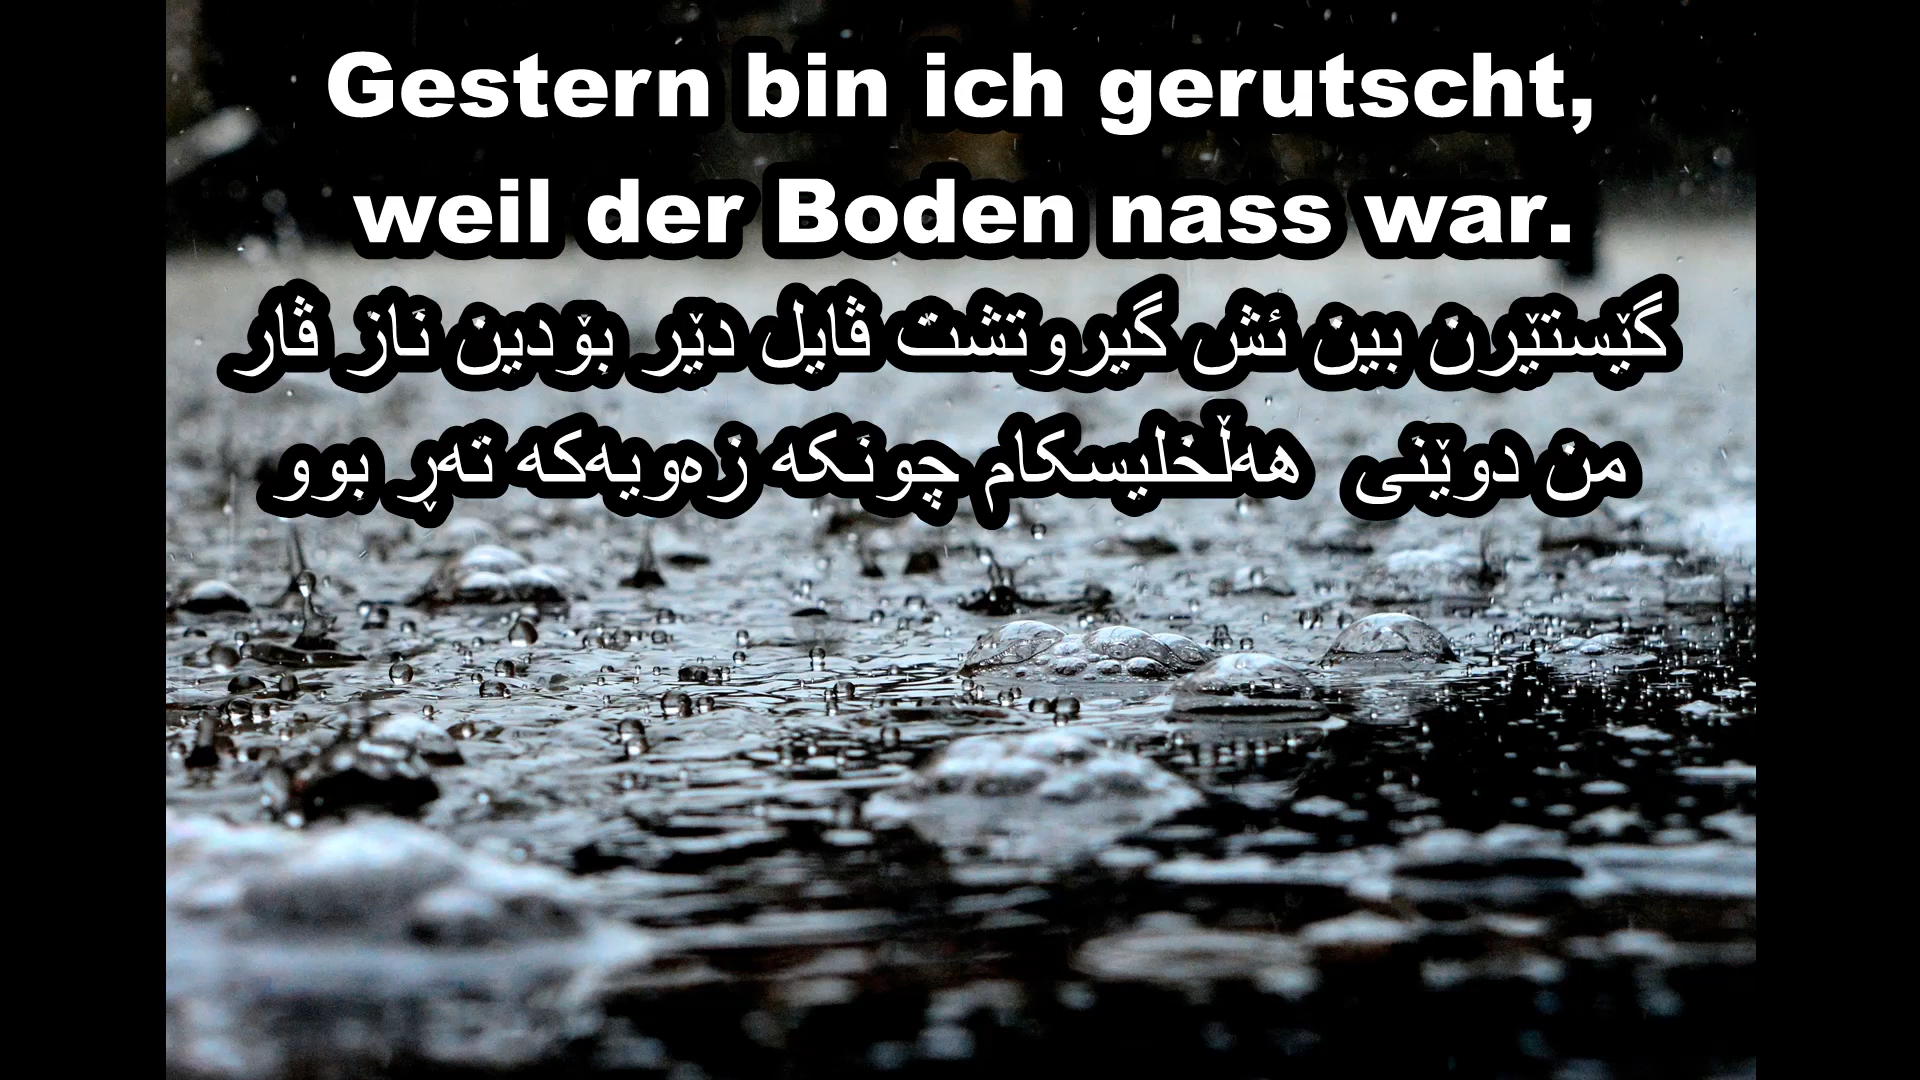 Gestern bin ich gerutscht,
weil der Boden nass war.
گێستێرن بین ئش گیروتشت ڤایل دێر بۆدین ناز ڤار
من دوێنی هەڵخلیسکام چونکە زەویەکە تەڕ بوو